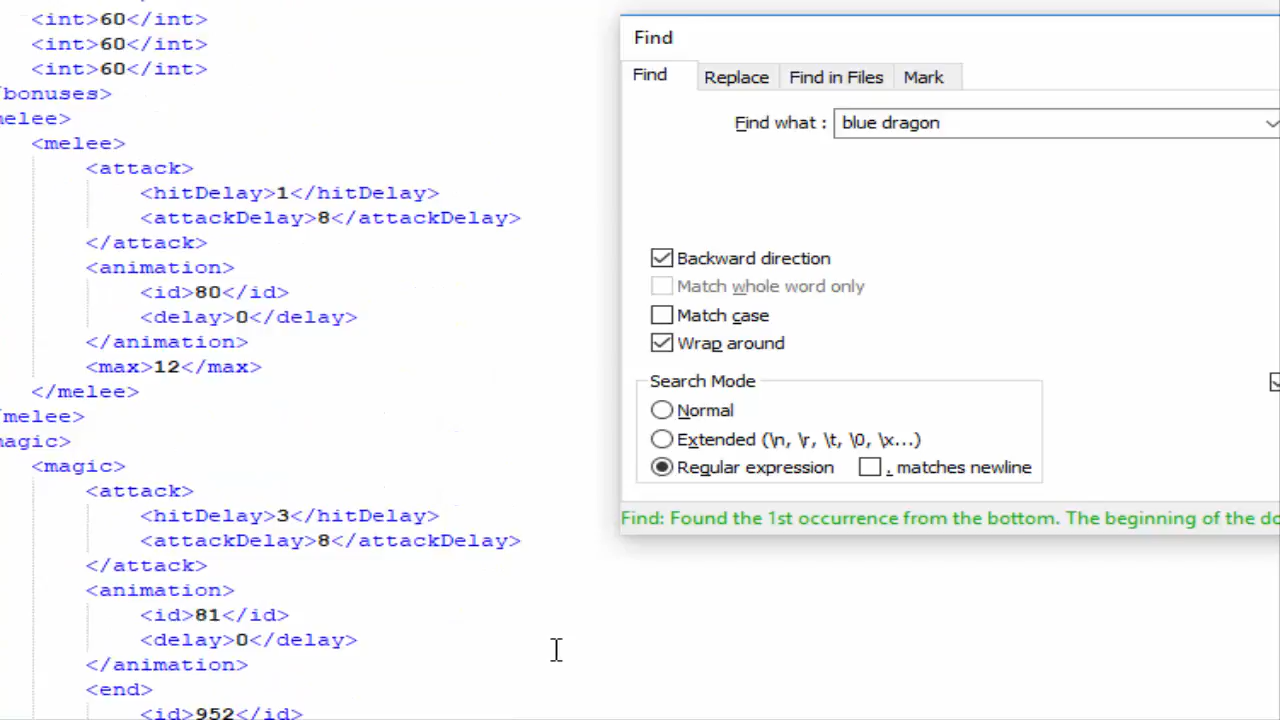 <int>60</int>
<int>60</int>
<int>60</int>
/bonuses>
melee>
<melee>
<attack>
<hitDelay>1</hitDelay>
<attackDelay>8</attackDelay>
</attack>
<animation>
<id>80</id>
<delay>0</delay>
</animation>
<max>12</max>
</melee>
/melee>
magic>
<magic>
<attack>
<hitDelay>3</hitDelay>
<attackDelay>8</attackDelay>
</attack>
<animation>
<id>81</id>
<delay>0</delay>
</animation>
<end>
<id>952</id>
Find
Find Replace Find in Files Mark
Find what : blue dragon
Backward direction
Match whole word only
Match case
Wrap around
Search Mode
Normal
Extended (\n, \r, \t, \0, \x...)
Regular expression . matches newline
Find: Found the 1st occurrence from the bottom. The beginning of the do